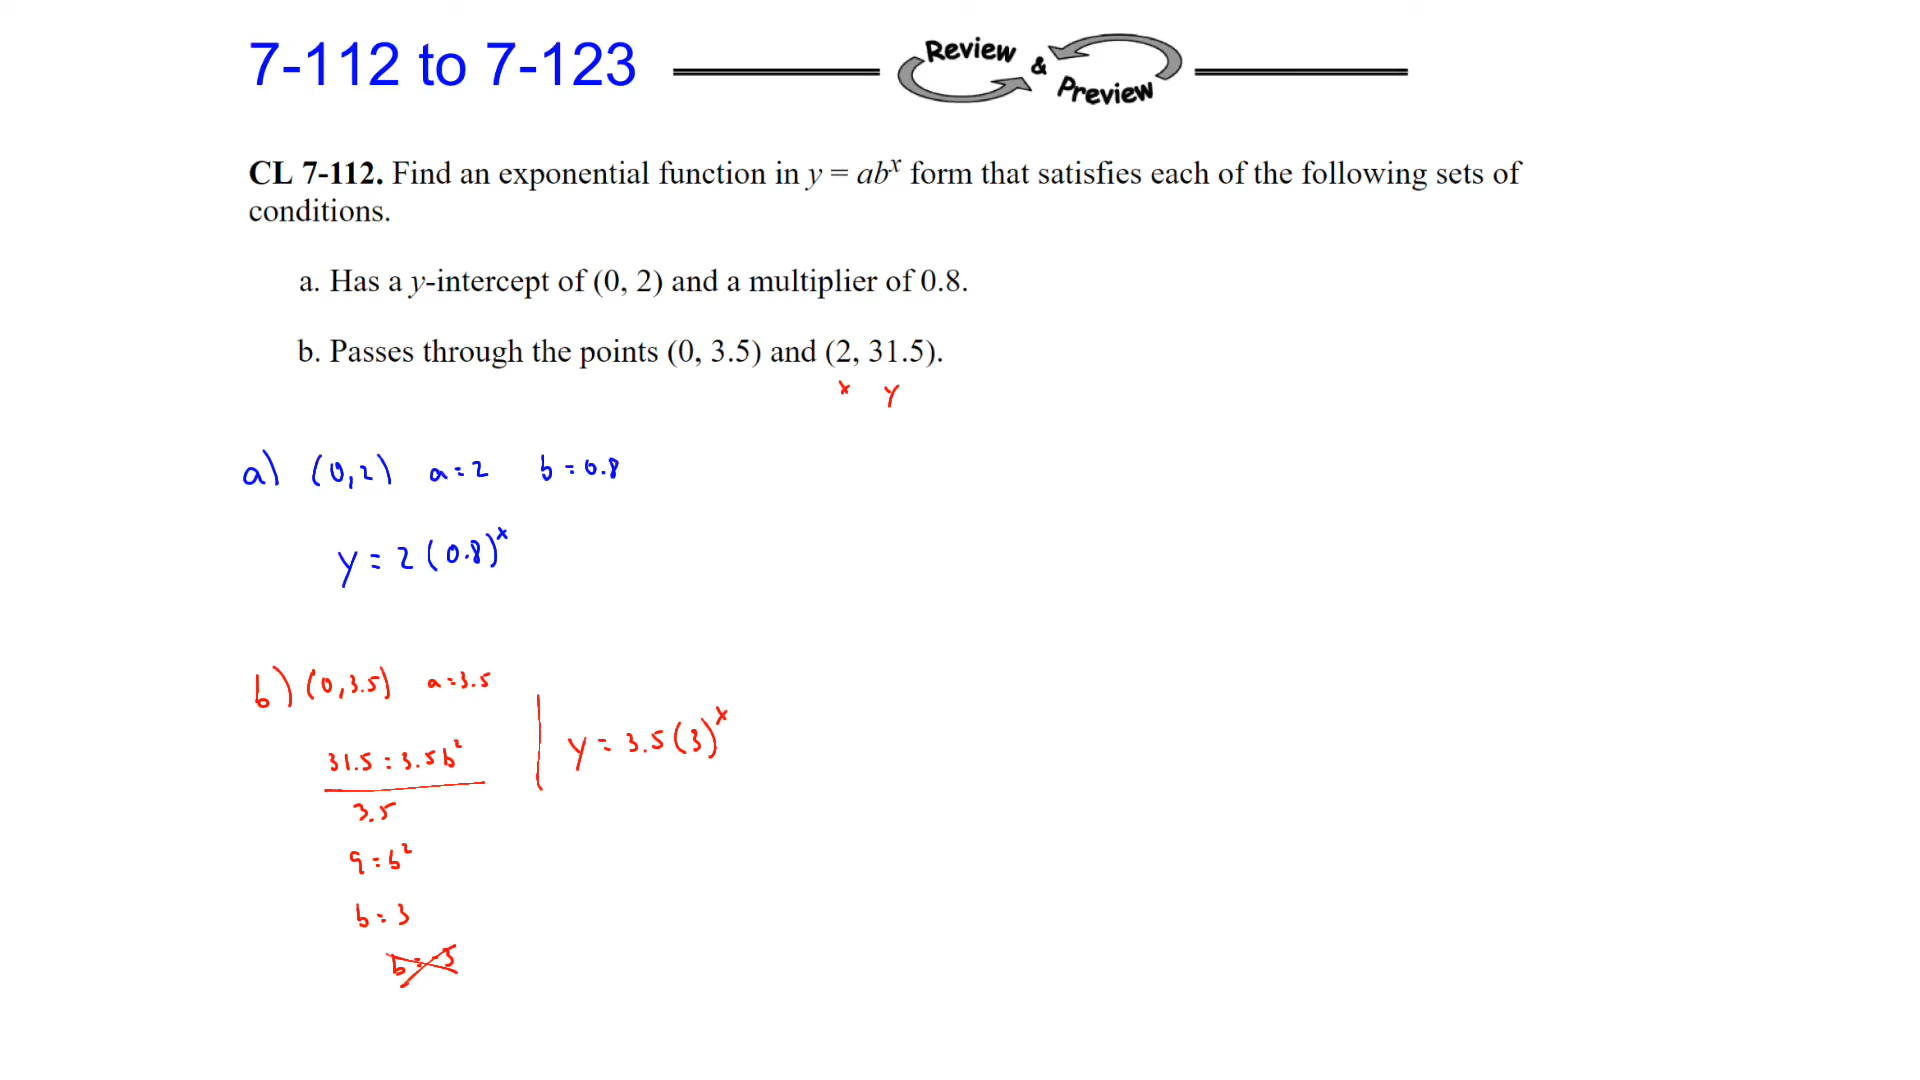 7-112 to 7-123
Review
&
Preview
CL 7-112. Find an exponential function in y = abˣ form that satisfies each of the following sets of
conditions.
a. Has a y-intercept of (0, 2) and a multiplier of 0.8.
b. Passes through the points (0, 3.5) and (2, 31.5).
x y
a) (0,2) a=2 b=0.8
y = 2(0.8)ˣ
b) (0,3.5) a=3.5
31.5 = 3.5b²
3.5
9 = b²
b = 3
b = -3
y = 3.5(3)ˣ